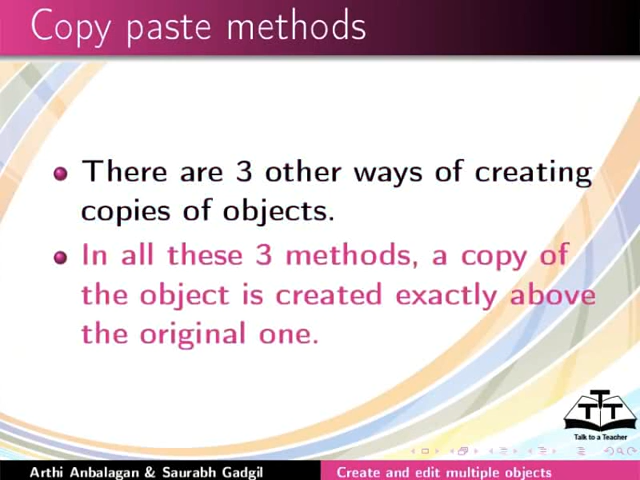 Copy paste methods
There are 3 other ways of creating
copies of objects.
In all these 3 methods, a copy of
the object is created exactly above
the original one.
TTT
Talk to a Teacher
Arthi Anbalagan & Saurabh Gadgil
Create and edit multiple objects